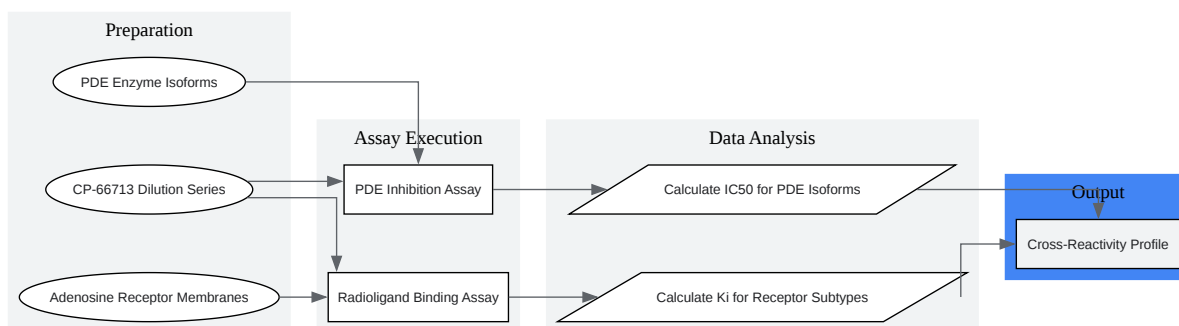 Preparation
PDE Enzyme Isoforms
CP-66713 Dilution Series
Adenosine Receptor Membranes
Assay Execution
PDE Inhibition Assay
Radioligand Binding Assay
Data Analysis
Calculate IC50 for PDE Isoforms
Calculate Ki for Receptor Subtypes
Output
Cross-Reactivity Profile